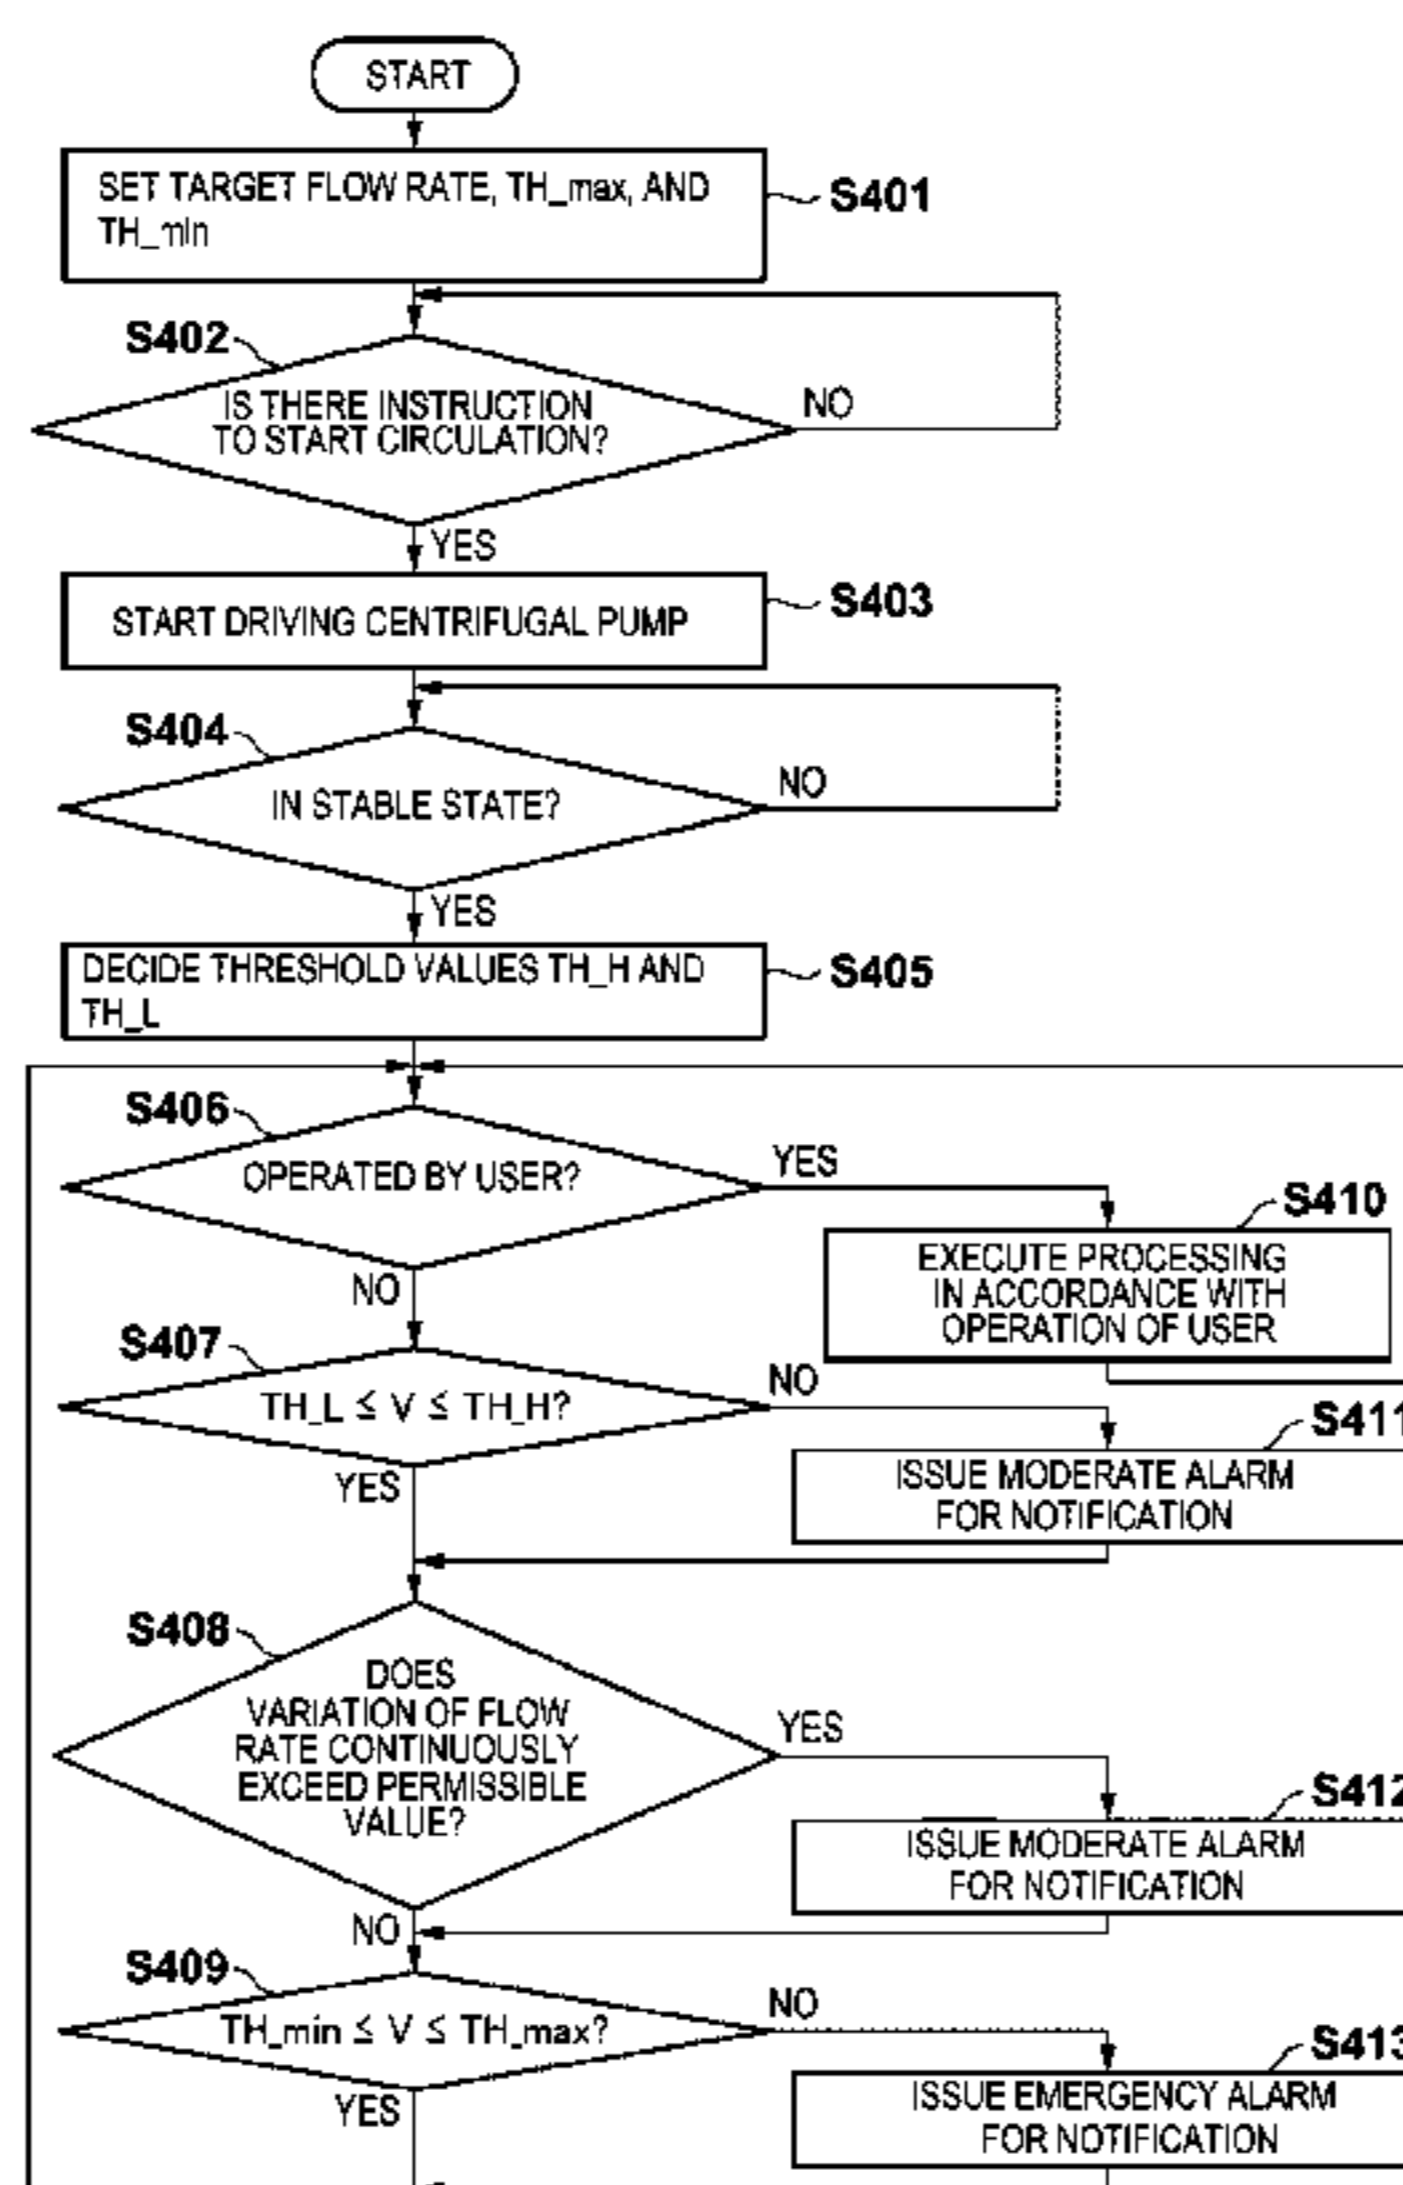 START
SET TARGET FLOW RATE, TH_max, AND
TH_min
S401
S402
IS THERE INSTRUCTION
TO START CIRCULATION?
NO
YES
START DRIVING CENTRIFUGAL PUMP
S403
S404
IN STABLE STATE?
NO
YES
DECIDE THRESHOLD VALUES TH_H AND
TH_L
S405
S406
OPERATED BY USER?
YES
NO
S410
EXECUTE PROCESSING
IN ACCORDANCE WITH
OPERATION OF USER
S407
TH_L ≦ V ≦ TH_H?
NO
YES
S411
ISSUE MODERATE ALARM
FOR NOTIFICATION
S408
DOES
VARIATION OF FLOW
RATE CONTINUOUSLY
EXCEED PERMISSIBLE
VALUE?
YES
NO
S412
ISSUE MODERATE ALARM
FOR NOTIFICATION
S409
TH_min ≦ V ≦ TH_max?
NO
YES
S413
ISSUE EMERGENCY ALARM
FOR NOTIFICATION